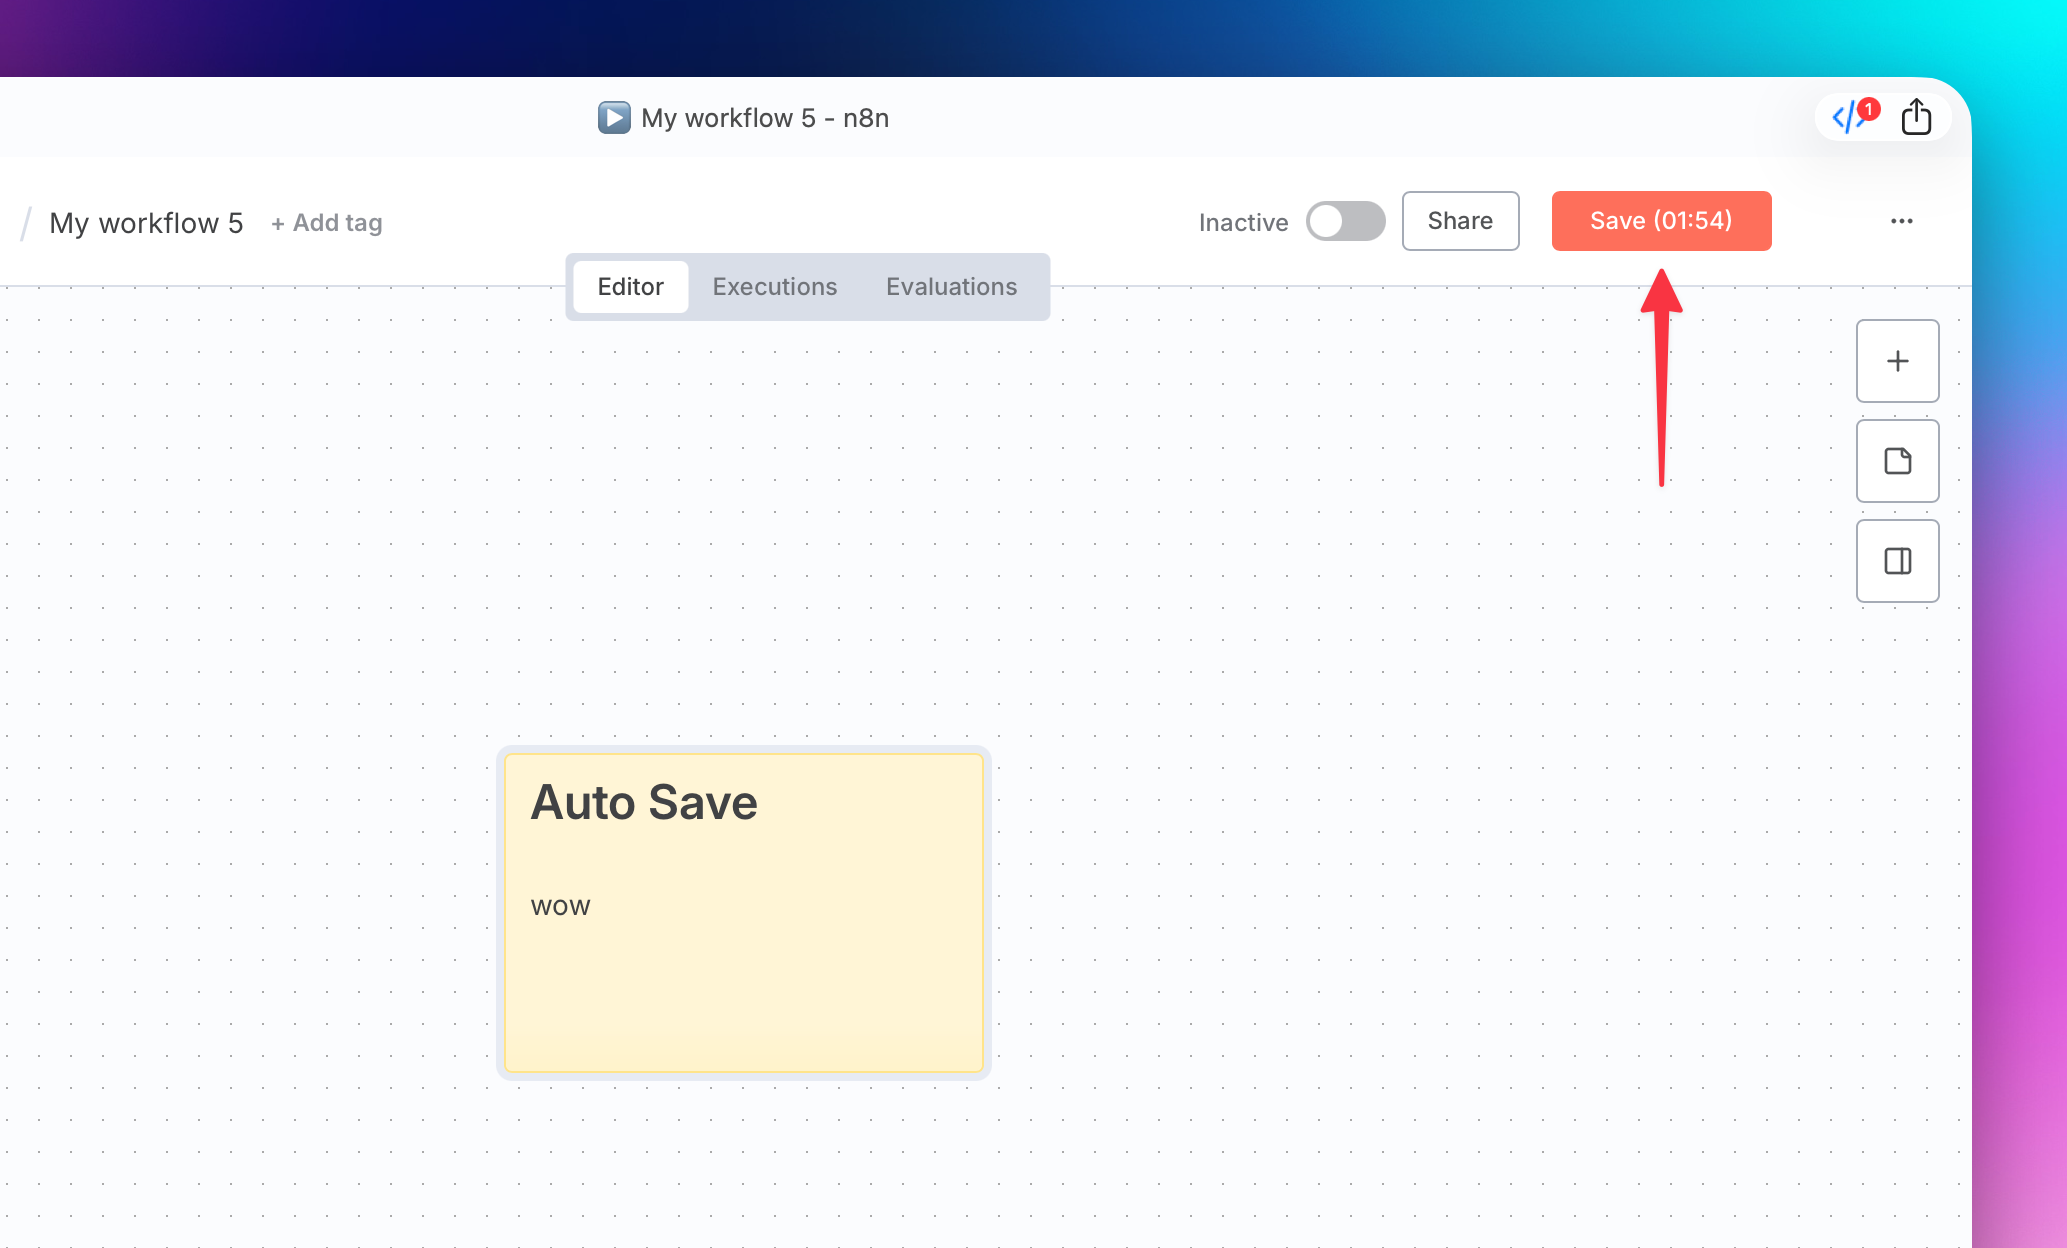 My workflow 5 - n8n
1
/ My workflow 5 + Add tag
Inactive Share Save (01:54) ...
Editor Executions Evaluations
Auto Save
wow